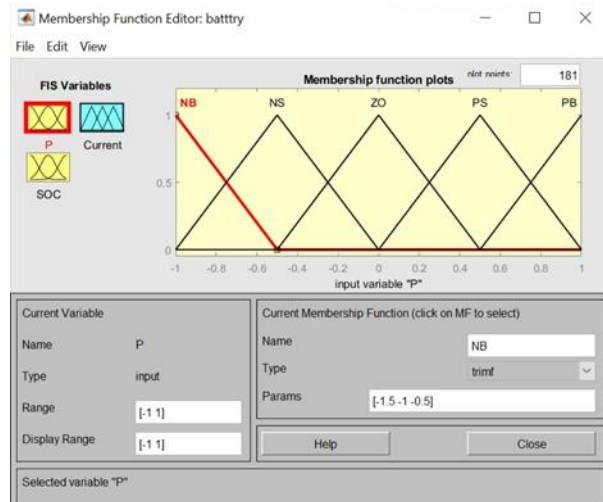 Membership Function Editor: batttry
File Edit View
FIS Variables
P
Current
SOC
Membership function plots
plot points:
181
NB NS ZO PS PB
1
0.5
0
-1 -0.8 -0.6 -0.4 -0.2 0 0.2 0.4 0.6 0.8 1
input variable "P"
Current Variable
Name P
Type input
Range [-1 1]
Display Range [-1 1]
Current Membership Function (click on MF to select)
Name NB
Type trimf
Params [-1.5 -1 -0.5]
Help Close
Selected variable "P"